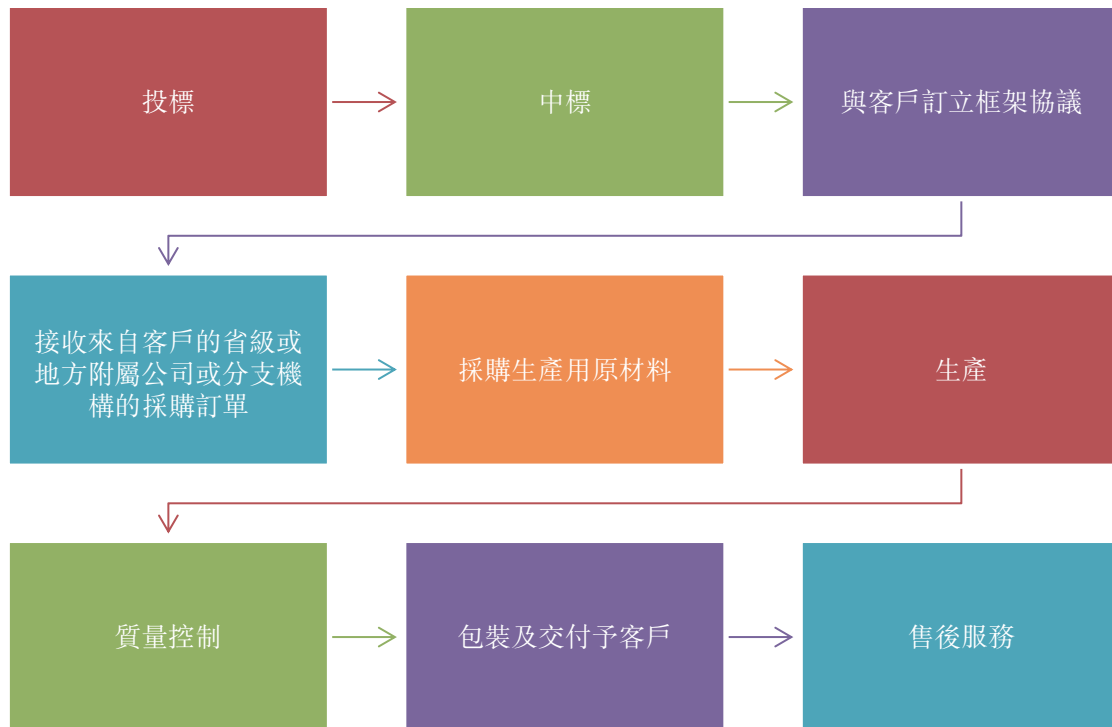 投標
中標
與客戶訂立框架協議
接收來自客戶的省級或
地方附屬公司或分支機
構的採購訂單
採購生產用原材料
生產
質量控制
包裝及交付予客戶
售後服務